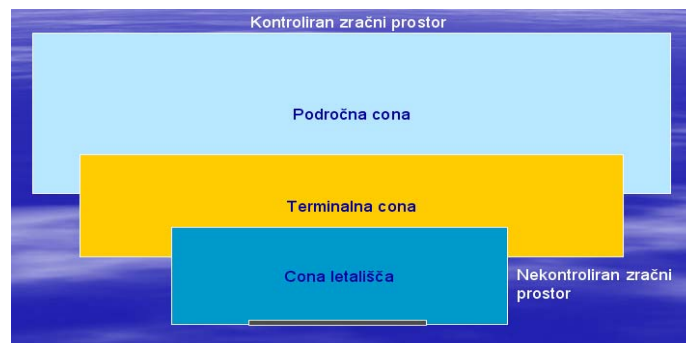 Kontroliran zračni prostor
Področna cona
Terminalna cona
Cona letališča
Nekontroliran zračni
prostor